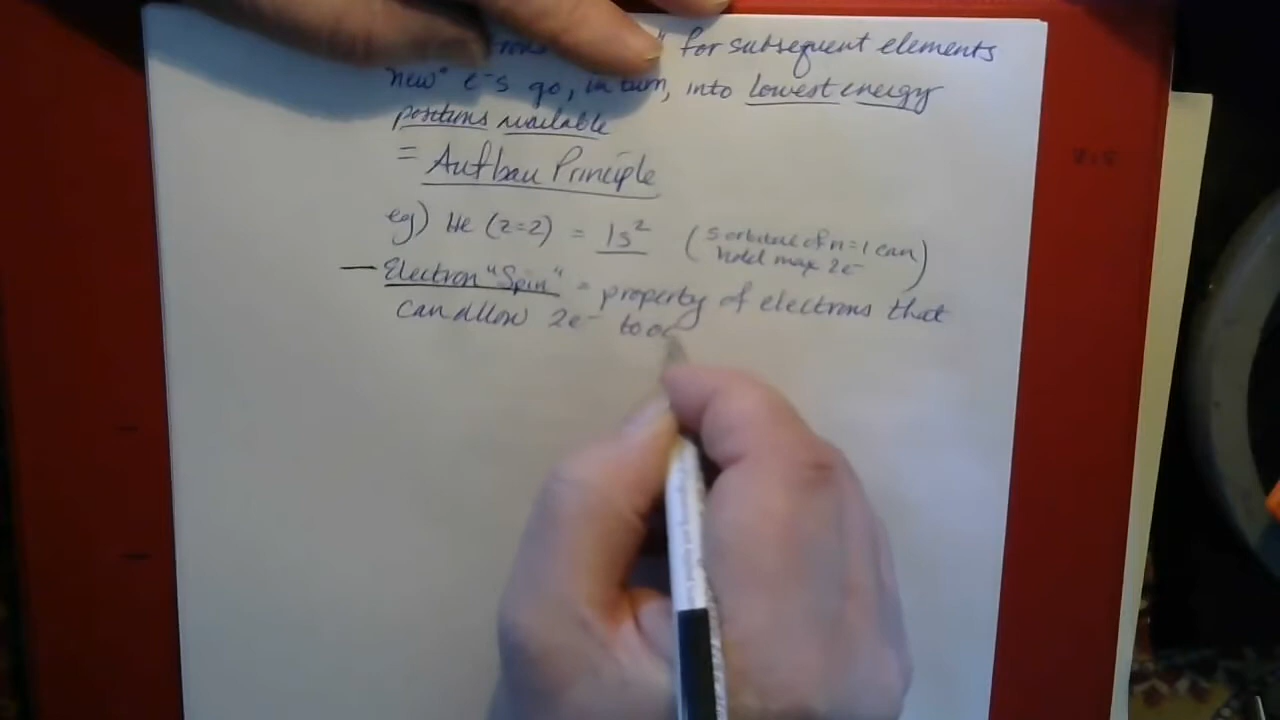 for subsequent elements
new" e⁻s go, in turn, into lowest energy
positions available
= Aufbau Principle
eg) He (z=2) = 1s² (s orbital of n=1 can
hold max 2e⁻)
— Electron "Spin" = property of electrons that
can allow 2e⁻ to oc